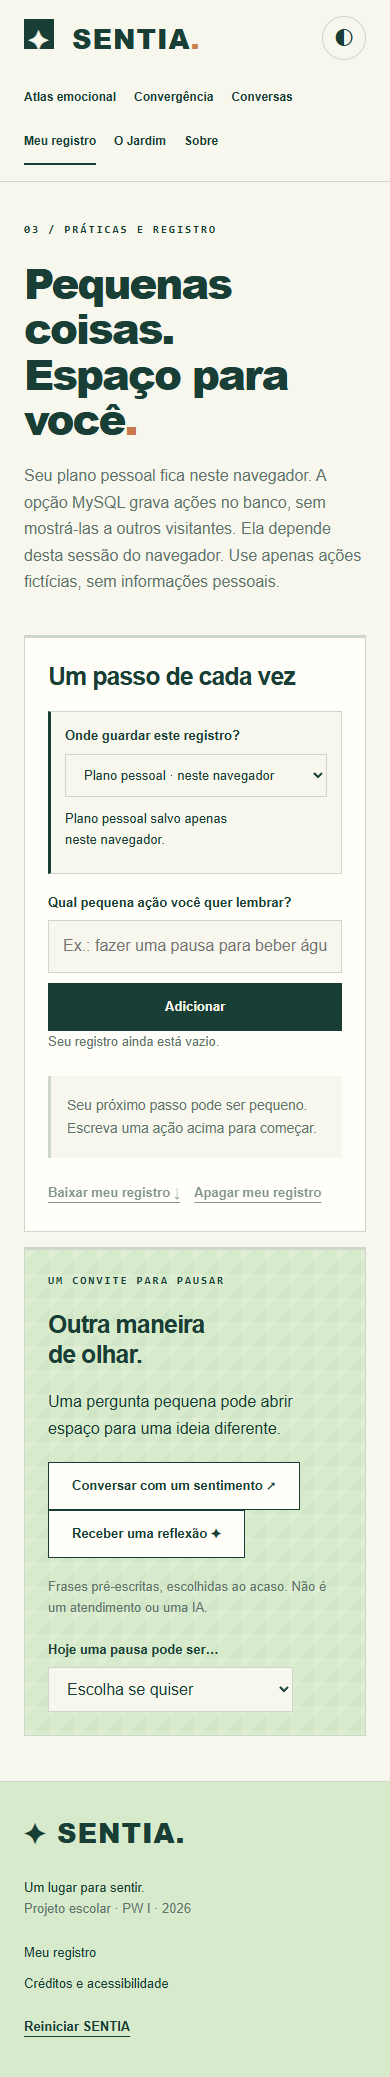 SENTIA.
Atlas emocional Convergência Conversas
Meu registro O Jardim Sobre
03 / PRÁTICAS E REGISTRO
Pequenas
coisas.
Espaço para
você.
Seu plano pessoal fica neste navegador. A
opção MySQL grava ações no banco, sem
mostrá-las a outros visitantes. Ela depende
desta sessão do navegador. Use apenas ações
fictícias, sem informações pessoais.
Um passo de cada vez
Onde guardar este registro?
Plano pessoal · neste navegador
Plano pessoal salvo apenas
neste navegador.
Qual pequena ação você quer lembrar?
Ex.: fazer uma pausa para beber águ
Adicionar
Seu registro ainda está vazio.
Seu próximo passo pode ser pequeno.
Escreva uma ação acima para começar.
Baixar meu registro ↓ Apagar meu registro
UM CONVITE PARA PAUSAR
Outra maneira
de olhar.
Uma pergunta pequena pode abrir
espaço para uma ideia diferente.
Conversar com um sentimento ↗
Receber uma reflexão ✦
Frases pré-escritas, escolhidas ao acaso. Não é
um atendimento ou uma IA.
Hoje uma pausa pode ser…
Escolha se quiser
✦ SENTIA.
Um lugar para sentir.
Projeto escolar · PW I · 2026
Meu registro
Créditos e acessibilidade
Reiniciar SENTIA